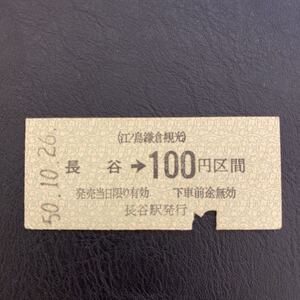 50.10.26.
(江ノ島鎌倉観光)
長谷→100円区間
発売当日限り有効 下車前途無効
長谷駅発行